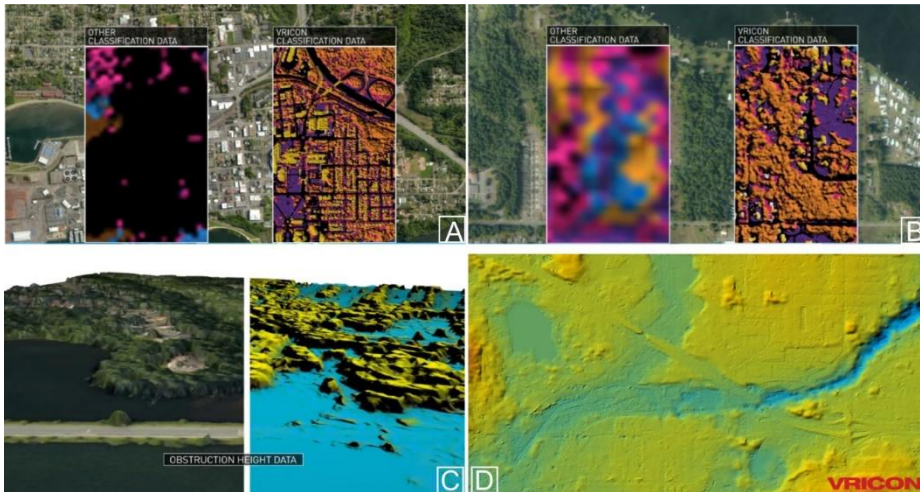 OTHER
CLASSIFICATION DATA
VRICON
CLASSIFICATION DATA
A
OTHER
CLASSIFICATION DATA
VRICON
CLASSIFICATION DATA
B
OBSTRUCTION HEIGHT DATA
C
D
VRICON